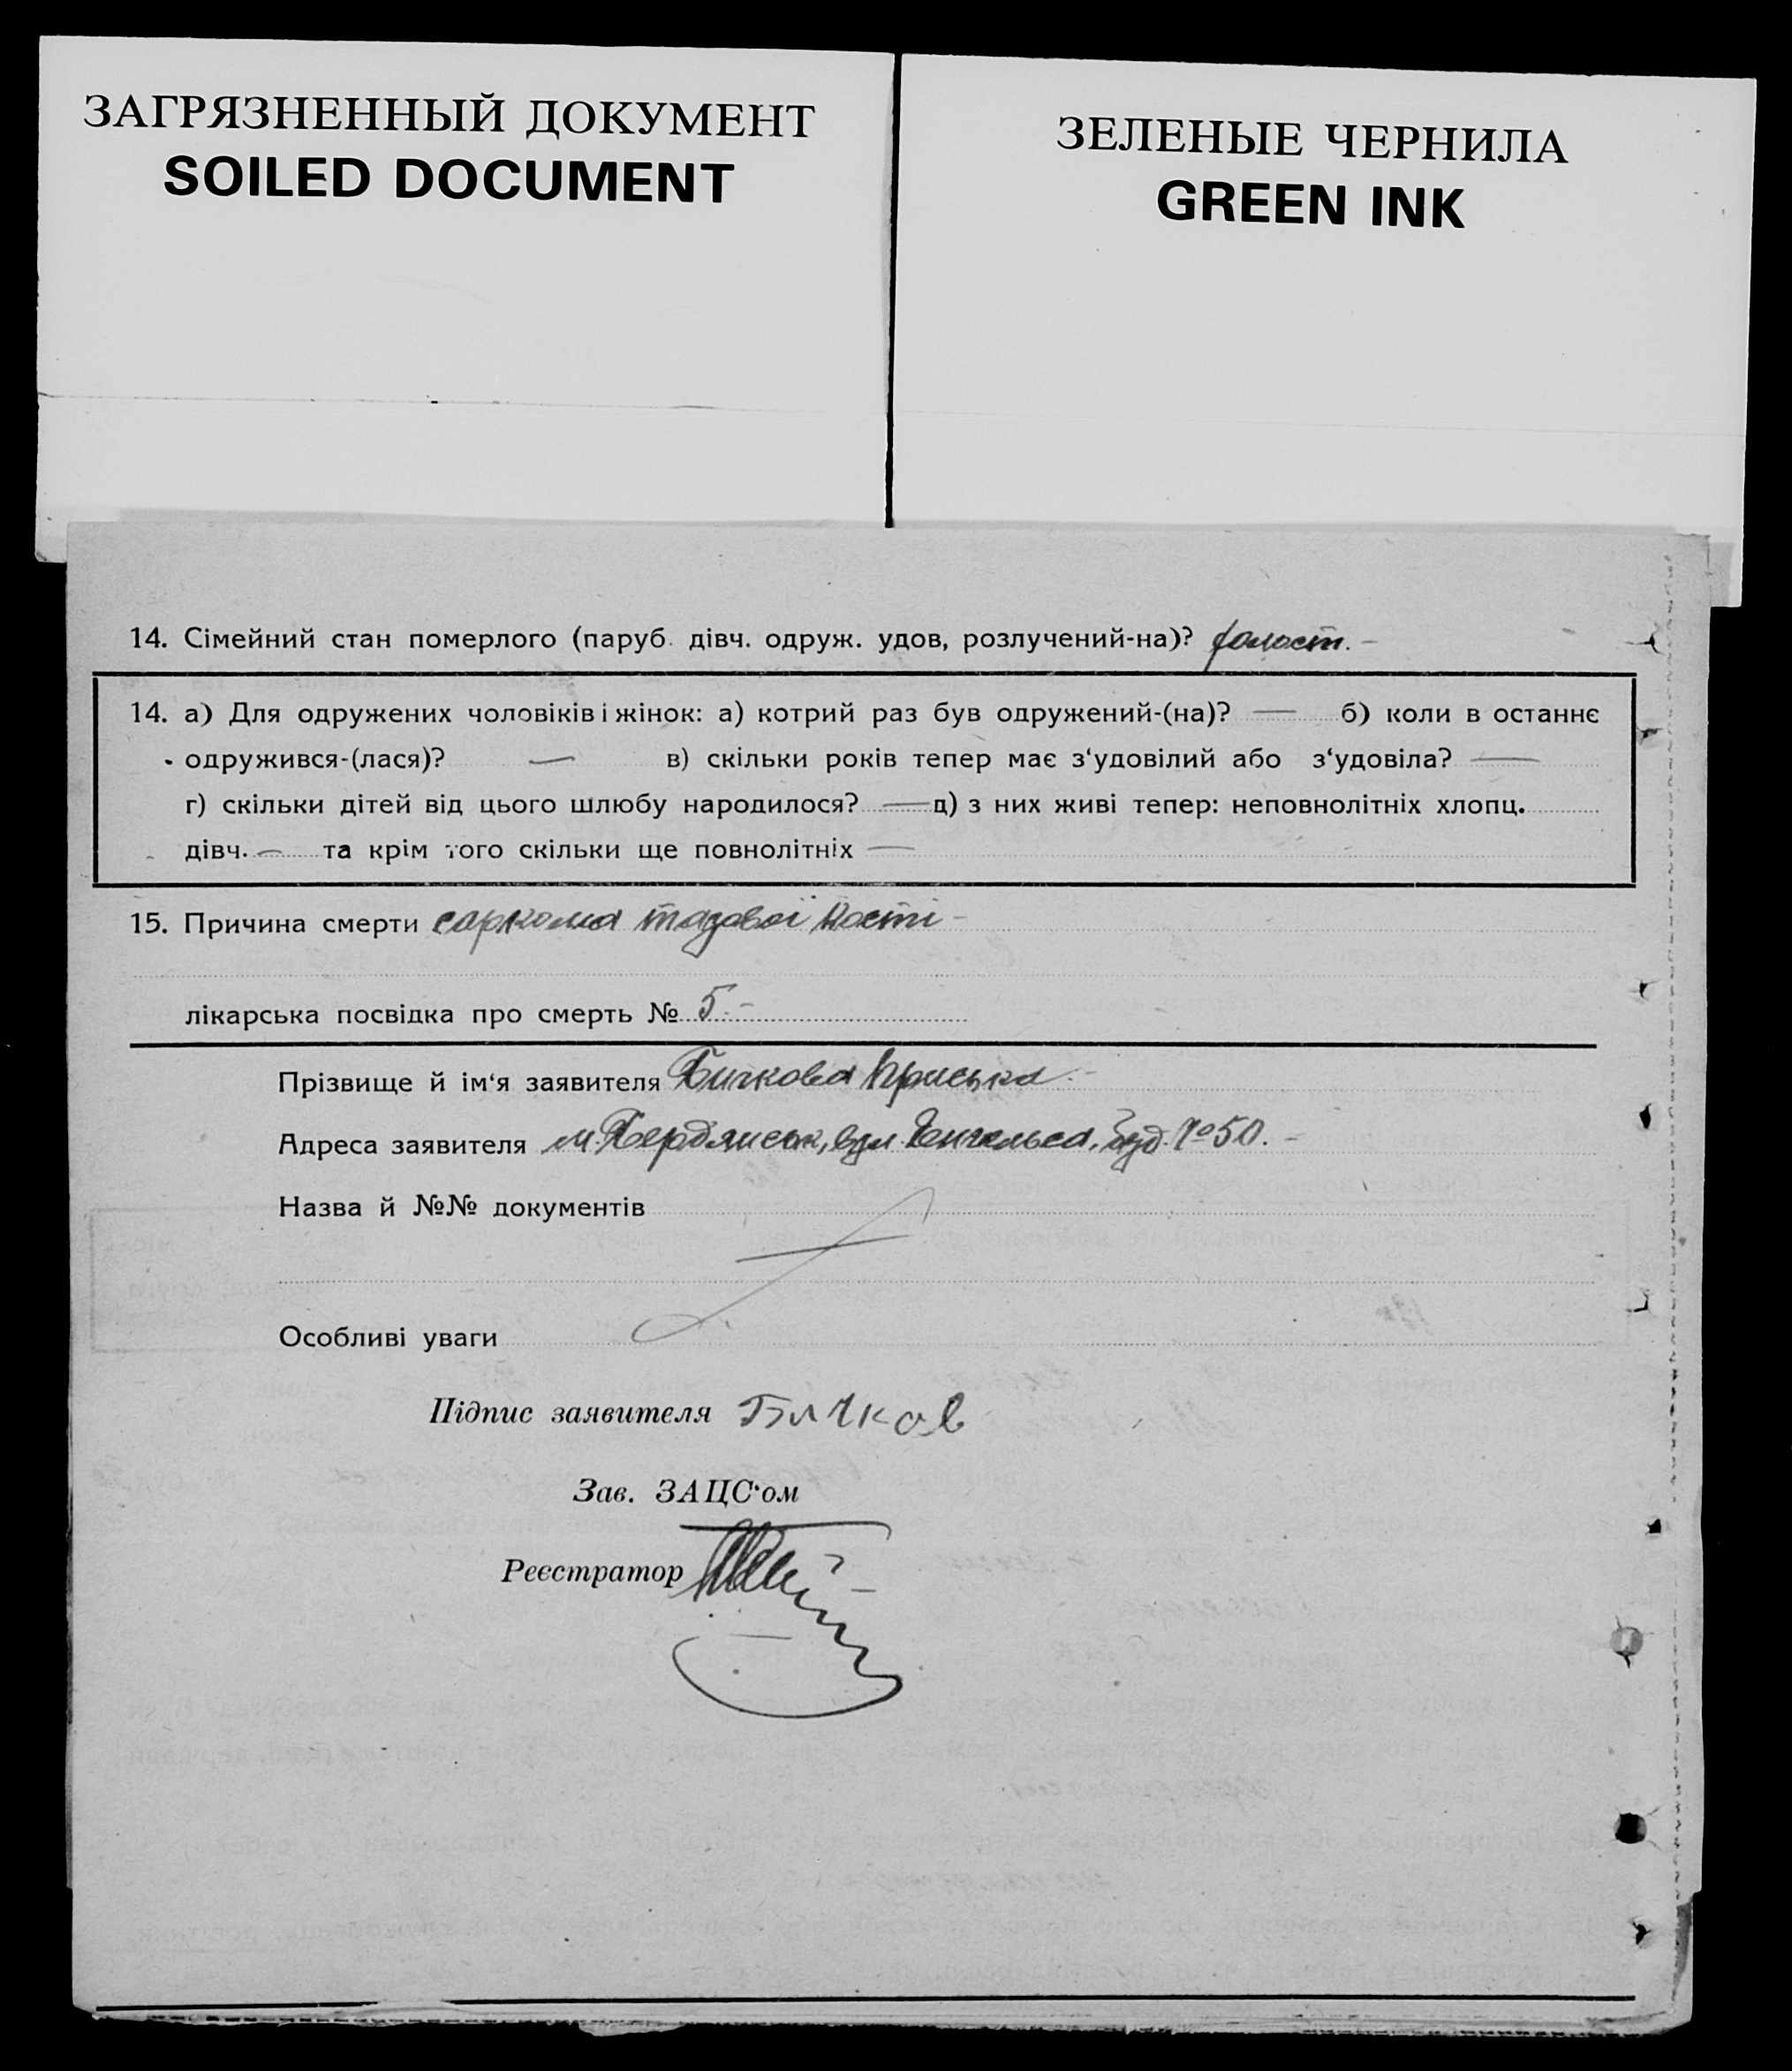 ЗАГРЯЗНЕННЫЙ ДОКУМЕНТ
SOILED DOCUMENT
ЗЕЛЕНЫЕ ЧЕРНИЛА
GREEN INK
14. Сімейний стан померлого (паруб. дівч. одруж. удов, розлучений-на)? холост. –
14. а) Для одружених чоловіків і жінок: а) котрий раз був одружений-(на)? — б) коли в останнє
одружився-(лася)? — в) скільки років тепер має з‘удовілий або з‘удовіла? —
г) скільки дітей від цього шлюбу народилося? — д) з них живі тепер: неповнолітніх хлопц.
дівч. — та крім того скільки ще повнолітніх —
15. Причина смерти саркома тазової кості –
лікарська посвідка про смерть № 5. –
Прізвище й ім‘я заявителя Бичкова Приська. –
Адреса заявителя м. Бердянськ, вул. Енгельса, буд. № 50. –
Назва й №№ документів
Особливі уваги
Підпис заявителя Бичков
Зав. ЗАЦС‘ом
Реєстратор